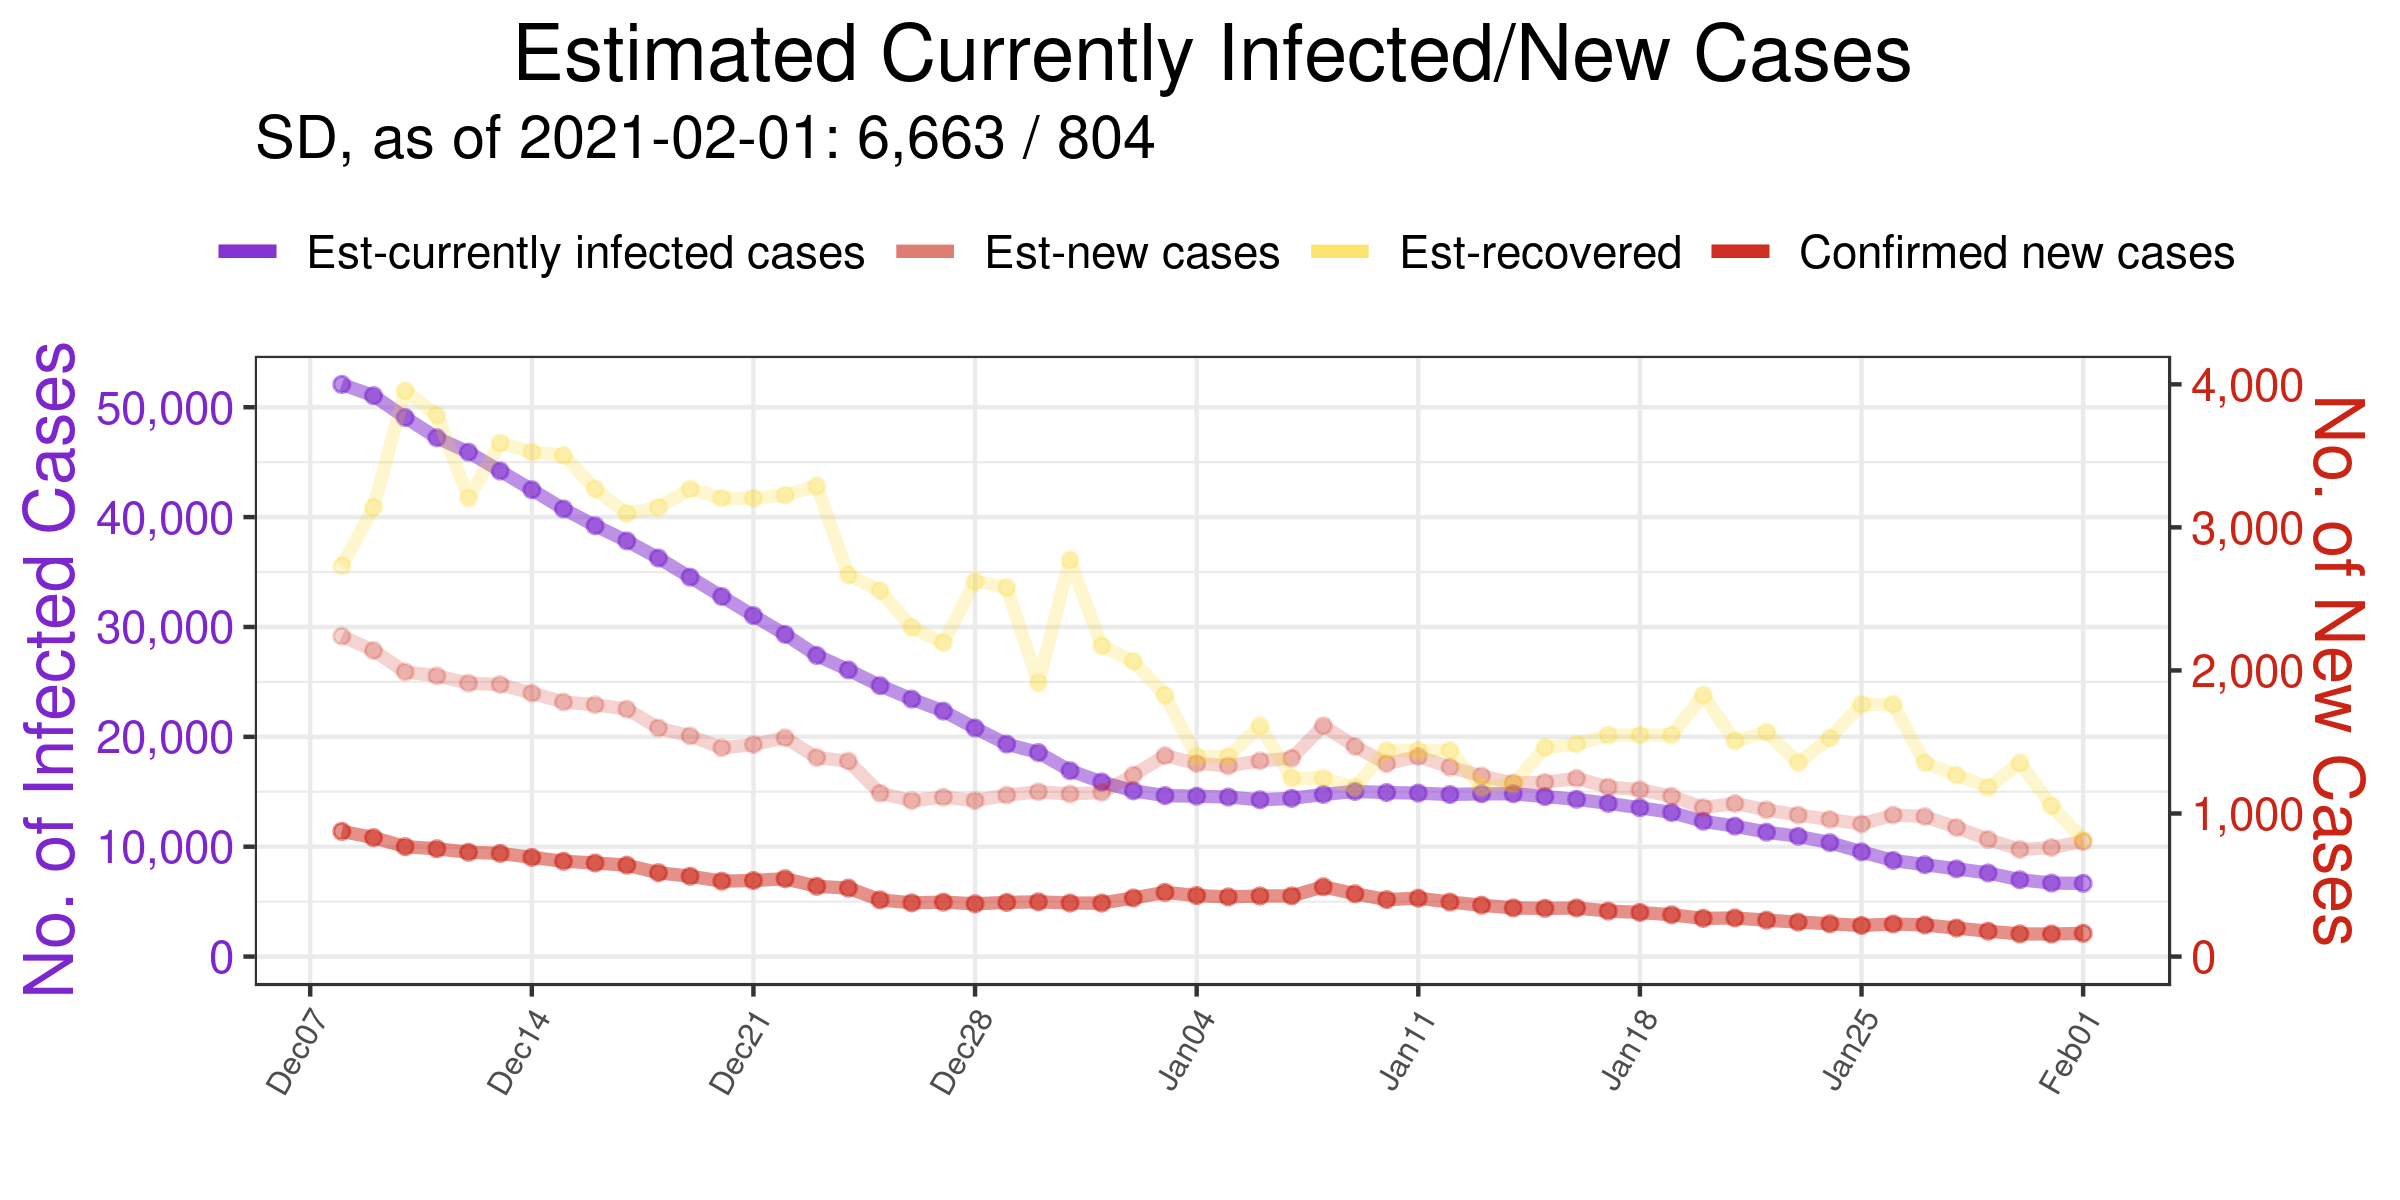 Estimated Currently Infected/New Cases
SD, as of 2021-02-01: 6,663 / 804
Est-currently infected cases
Est-new cases
Est-recovered
Confirmed new cases
No. of Infected Cases
50,000
40,000
30,000
20,000
10,000
0
4,000
3,000
2,000
1,000
0
No. of New Cases
Dec07
Dec14
Dec21
Dec28
Jan04
Jan11
Jan18
Jan25
Feb01